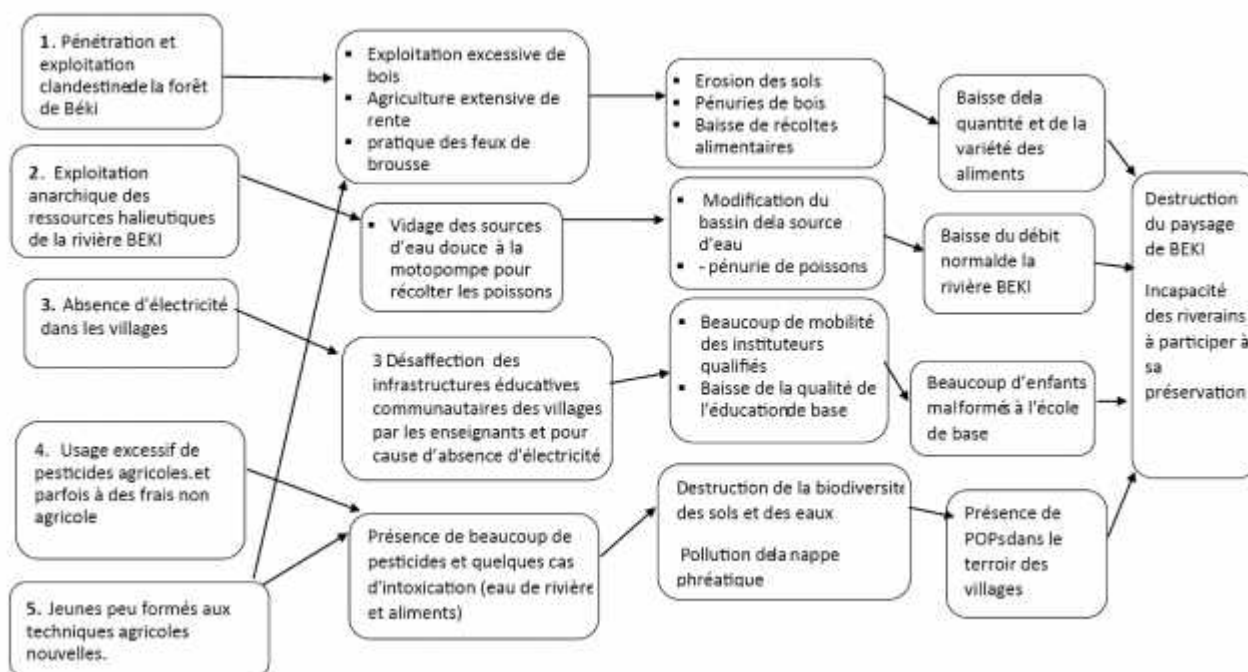 1. Pénétration et
exploitation
clandestinede la forêt
de Béki
2. Exploitation
anarchique des
ressources halieutiques
de la rivière BEKI
3. Absence d'électricité
dans les villages
4. Usage excessif de
pesticides agricoles.et
parfois à des frais non
agricole
5. Jeunes peu formés aux
techniques agricoles
nouvelles.
▪ Exploitation excessive de
bois
▪ Agriculture extensive de
rente
▪ pratique des feux de
brousse
▪ Vidage des sources
d'eau douce à la
motopompe pour
récolter les poissons
3 Désaffection des
infrastructures éducatives
communautaires des villages
par les enseignants et pour
cause d'absence d'électricité
Présence de beaucoup de
pesticides et quelques cas
d'intoxication (eau de rivière
et aliments)
▪ Erosion des sols
▪ Pénuries de bois
▪ Baisse de récoltes
alimentaires
▪ Modification du
bassin dela source
d'eau
▪ - pénurie de poissons
▪ Beaucoup de mobilité
des instituteurs
qualifiés
▪ Baisse de la qualité de
l'éducationde base
Destruction de la biodiversité
des sols et des eaux
Pollution dela nappe
phréatique
Baisse dela
quantité et de la
variété des
aliments
Baisse du débit
normalde la
rivière BEKI
Beaucoup d'enfants
malformés à l'école
de base
Présence de
POPsdans le
terroir des
villages
Destruction
du paysage
de BEKI
Incapacité
des riverains
à participer à
sa
préservation